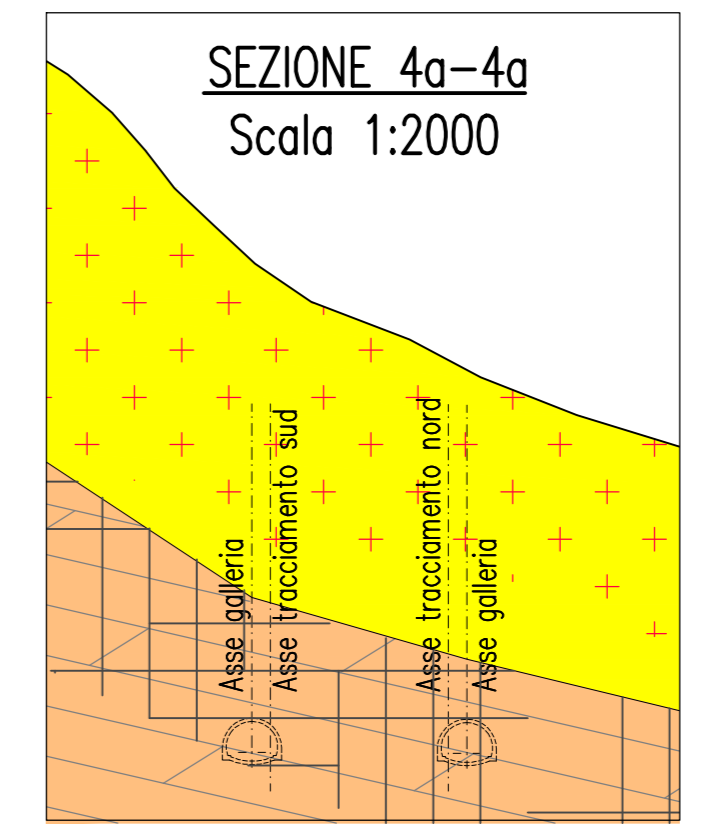 SEZIONE 4a-4a
Scala 1:2000
Asse galleria
Asse tracciamento sud
Asse tracciamento nord
Asse galleria